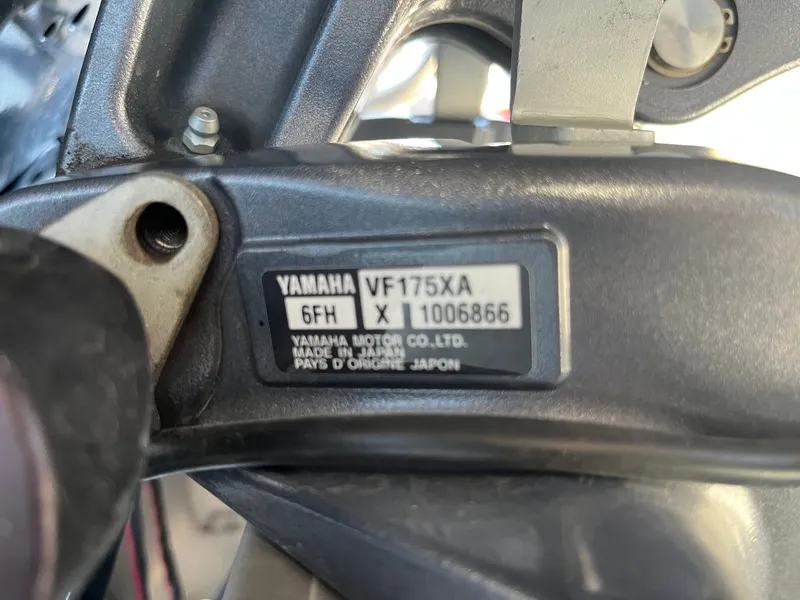 YAMAHA VF175XA
6FH X 1006866
YAMAHA MOTOR CO.,LTD.
MADE IN JAPAN
PAYS D'ORIGINE JAPON